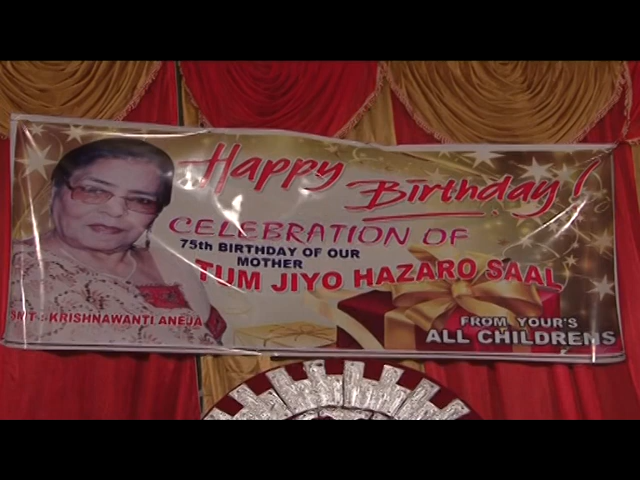 Happy Birthday!
CELEBRATION OF
75th BIRTHDAY OF OUR
MOTHER
TUM JIYO HAZARO SAAL
SMT. KRISHNAWANTI ANEJA
FROM YOUR'S
ALL CHILDRENS